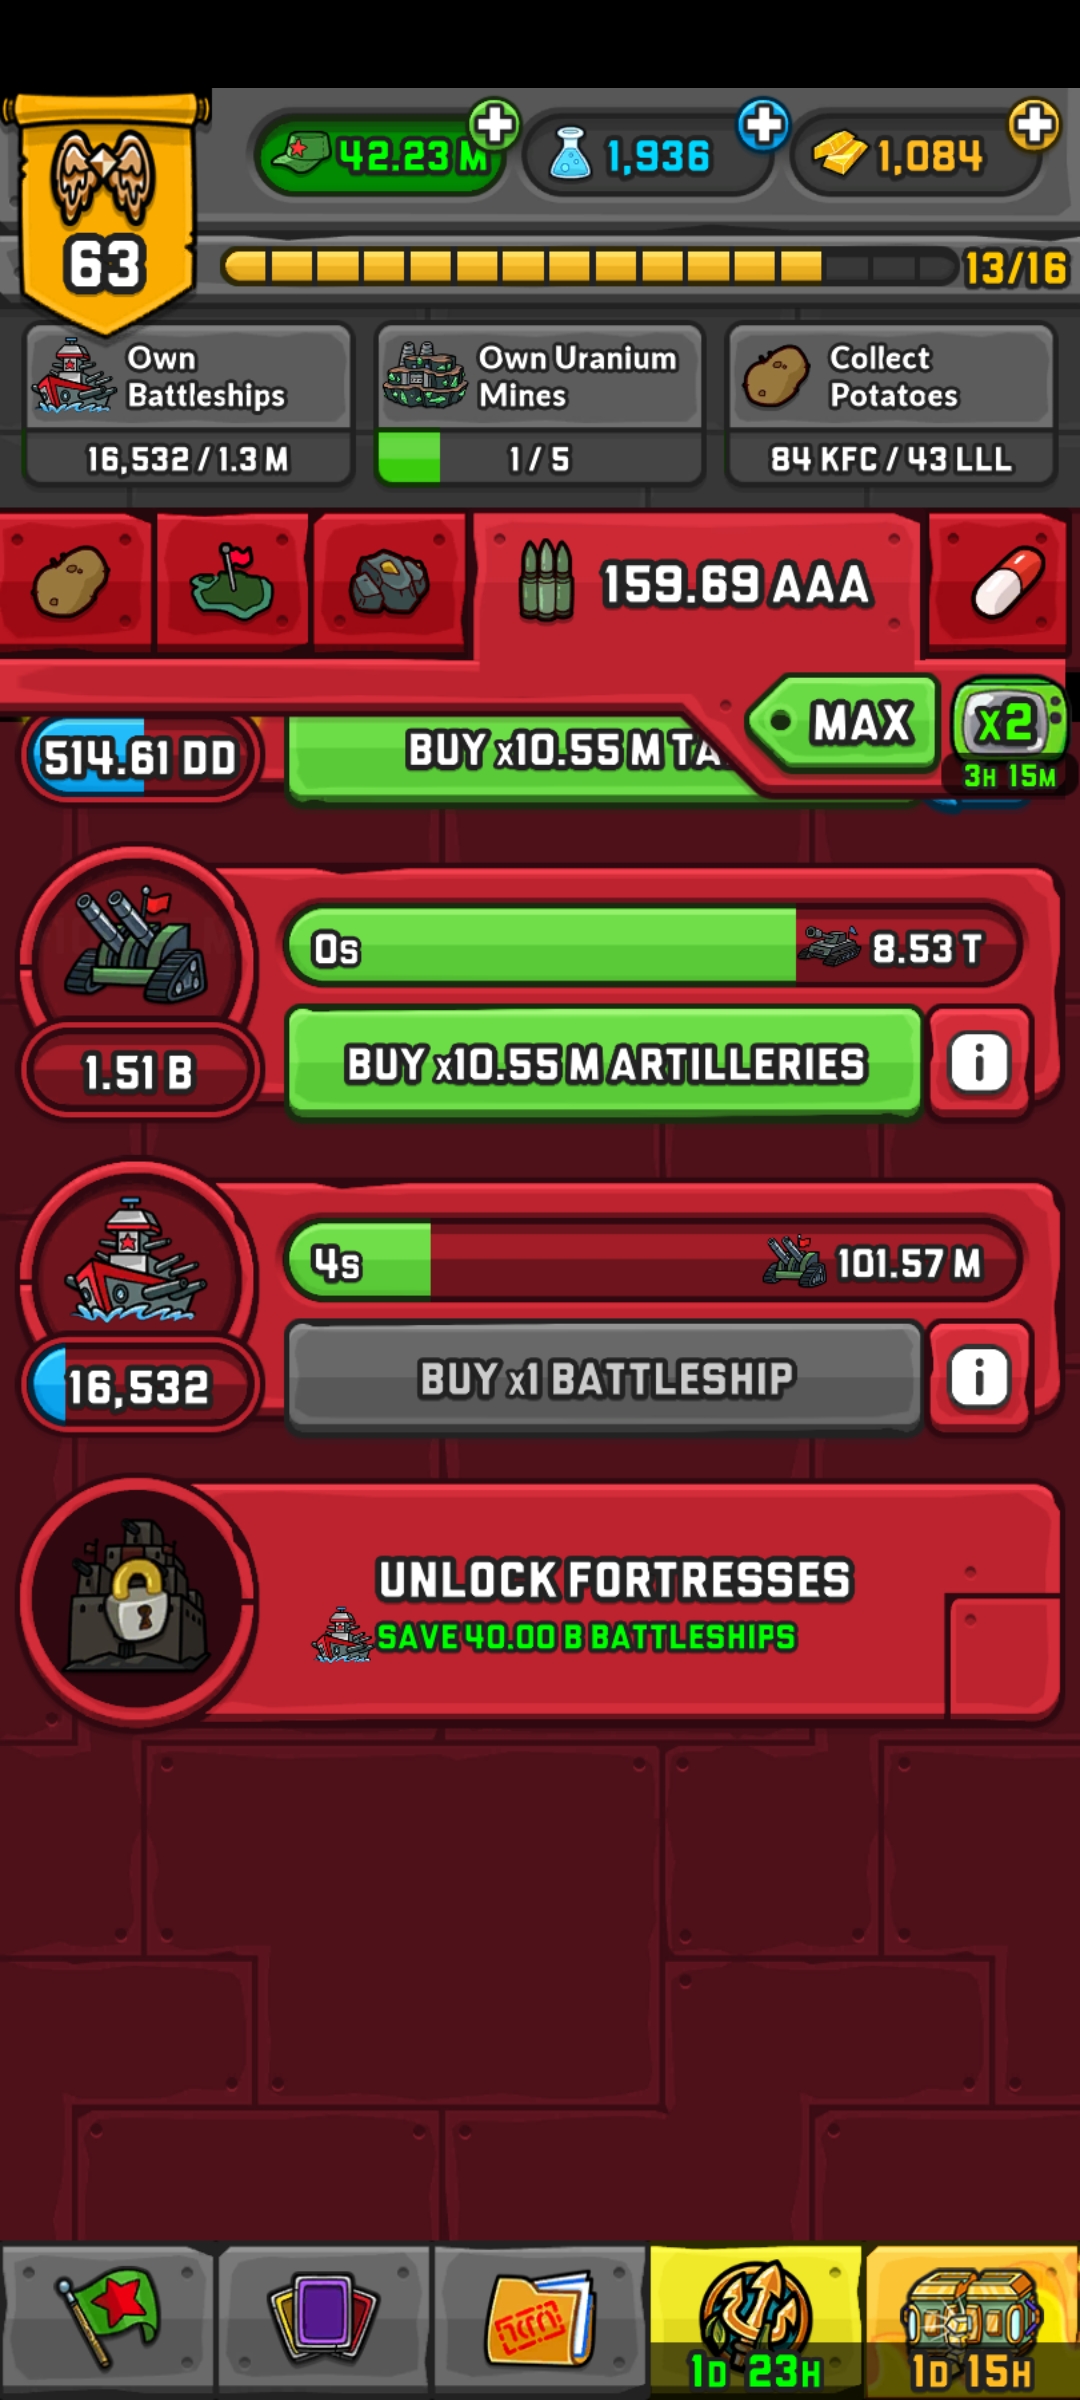 42.23 M
1,936
1,084
63
13/16
Own
Battleships
16,532 / 1.3 M
Own Uranium
Mines
1 / 5
Collect
Potatoes
84 KFC / 43 LLL
159.69 AAA
MAX
X2
3H 15M
514.61 DD
BUY x10.55 M TA
0s
8.53 T
1.51 B
BUY x10.55 M ARTILLERIES
i
4s
101.57 M
16,532
BUY x1 BATTLESHIP
i
UNLOCK FORTRESSES
SAVE 40.00 B BATTLESHIPS
1D 23H
1D 15H